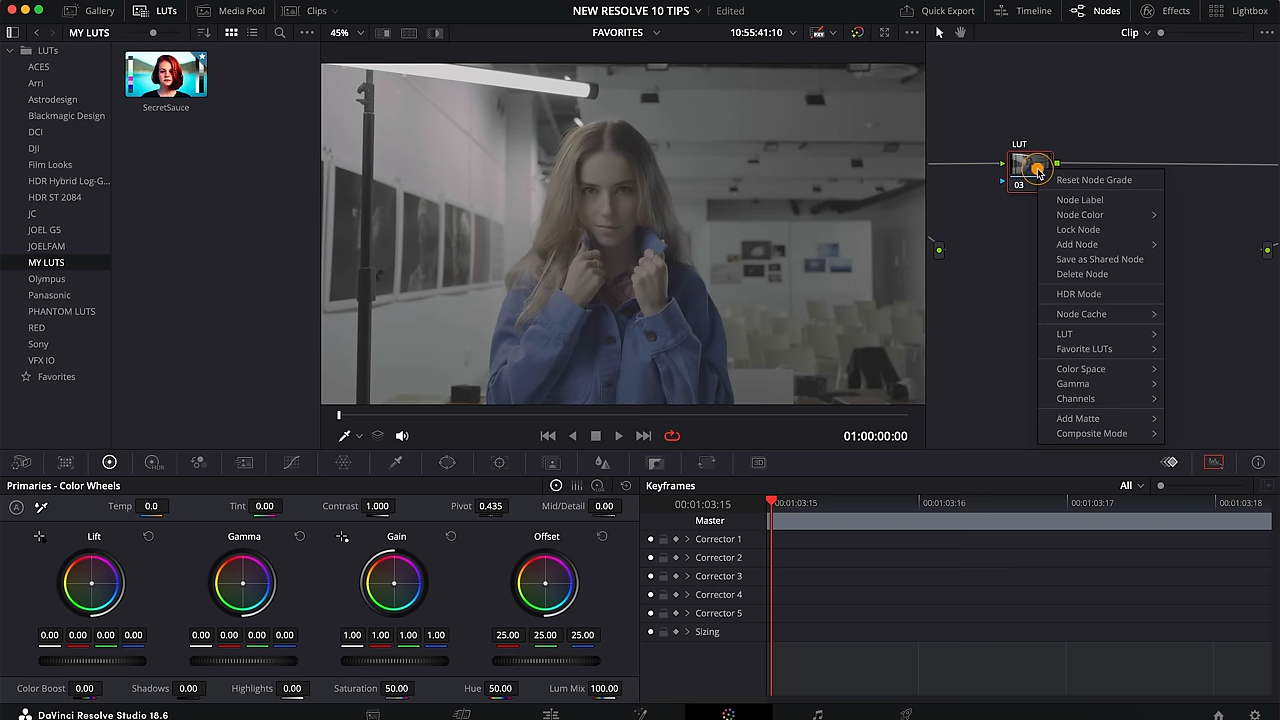 Gallery LUTs Media Pool Clips NEW RESOLVE 10 TIPS Edited Quick Export Timeline Nodes Effects Lightbox
MY LUTS 45% FAVORITES 10:55:41:10 Clip
LUTs
ACES
Arri
Astrodesign
Blackmagic Design
DCI
DJI
Film Looks
HDR Hybrid Log-G...
HDR ST 2084
JC
JOEL G5
JOELFAM
MY LUTS
Olympus
Panasonic
PHANTOM LUTS
RED
Sony
VFX IO
Favorites
SecretSauce
LUT
03
Reset Node Grade
Node Label
Node Color
Lock Node
Add Node
Save as Shared Node
Delete Node
HDR Mode
Node Cache
LUT
Favorite LUTs
Color Space
Gamma
Channels
Add Matte
Composite Mode
01:00:00:00
HDR
3D
Primaries - Color Wheels
A Temp 0.0 Tint 0.00 Contrast 1.000 Pivot 0.435 Mid/Detail 0.00
Lift Gamma Gain Offset
0.00 0.00 0.00 0.00 0.00 0.00 0.00 0.00 1.00 1.00 1.00 1.00 25.00 25.00 25.00
Color Boost 0.00 Shadows 0.00 Highlights 0.00 Saturation 50.00 Hue 50.00 Lum Mix 100.00
Keyframes All
00:01:03:15 00:01:03:15 00:01:03:16 00:01:03:17 00:01:03:18
Master
Corrector 1
Corrector 2
Corrector 3
Corrector 4
Corrector 5
Sizing
DaVinci Resolve Studio 18.6